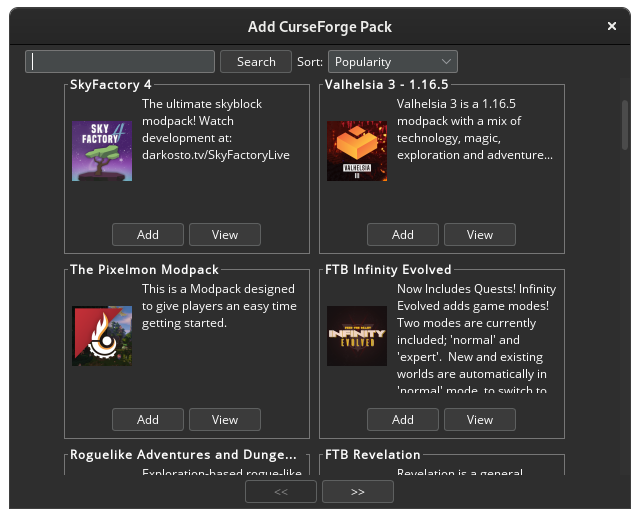 Add CurseForge Pack
Search
Sort:
Popularity
SkyFactory 4
SKY
FACTORY 4
The ultimate skyblock
modpack! Watch
development at:
darkosto.tv/SkyFactoryLive
Add
View
Valhelsia 3 - 1.16.5
VALHELSIA
III
Valhelsia 3 is a 1.16.5
modpack with a mix of
technology, magic,
exploration and adventure...
Add
View
The Pixelmon Modpack
This is a Modpack designed
to give players an easy time
getting started.
Add
View
FTB Infinity Evolved
INFINITY
EVOLVED
Now Includes Quests! Infinity
Evolved adds game modes!
Two modes are currently
included; 'normal' and
'expert'.  New and existing
worlds are automatically in
'normal' mode, to switch to
Add
View
Roguelike Adventures and Dunge...
Exploration-based rogue-like
FTB Revelation
Revelation is a general
<<
>>